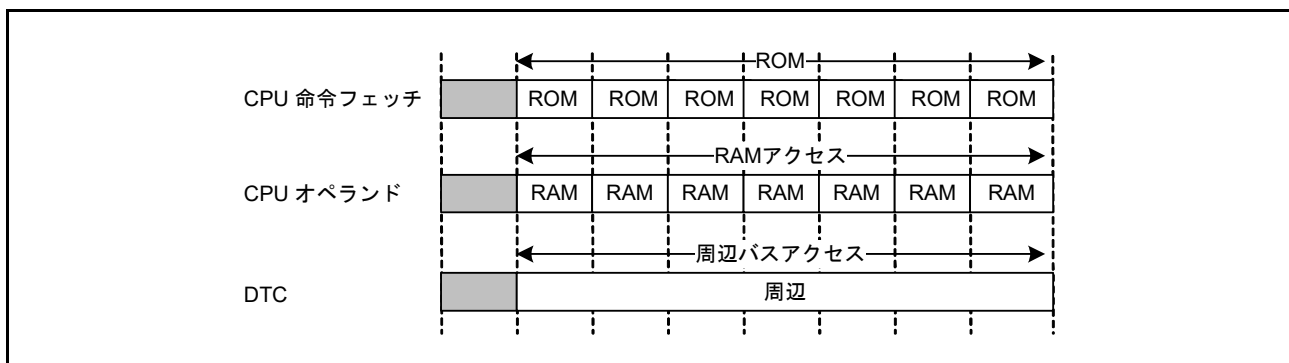 ROM
CPU 命令フェッチ ROM ROM ROM ROM ROM ROM ROM
RAMアクセス
CPU オペランド RAM RAM RAM RAM RAM RAM RAM
周辺バスアクセス
DTC 周辺